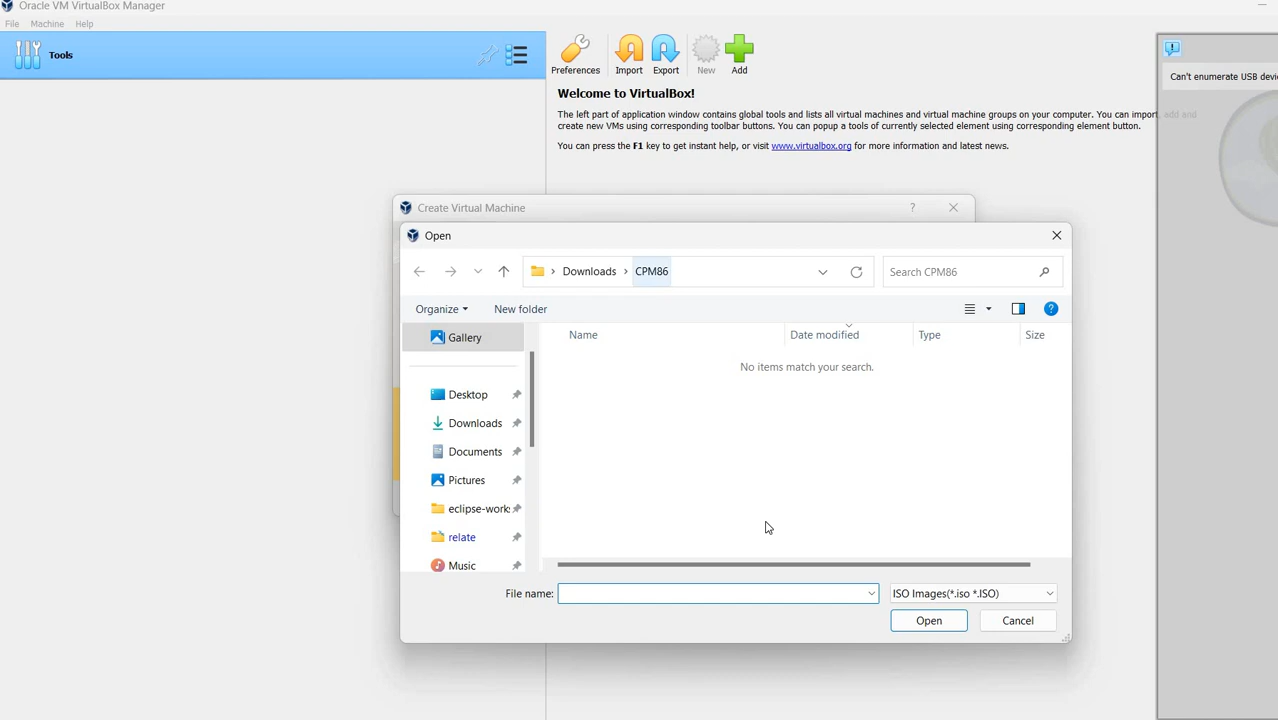 Oracle VM VirtualBox Manager
File Machine Help
Tools
Preferences Import Export New Add
Welcome to VirtualBox!
The left part of application window contains global tools and lists all virtual machines and virtual machine groups on your computer. You can import, add and
create new VMs using corresponding toolbar buttons. You can popup a tools of currently selected element using corresponding element button.
You can press the F1 key to get instant help, or visit www.virtualbox.org for more information and latest news.
Can't enumerate USB devi
Create Virtual Machine ?
Open
Downloads CPM86 Search CPM86
Organize New folder
Name Date modified Type Size
No items match your search.
Gallery
Desktop
Downloads
Documents
Pictures
eclipse-works
relate
Music
File name: ISO Images(*.iso *.ISO)
Open Cancel